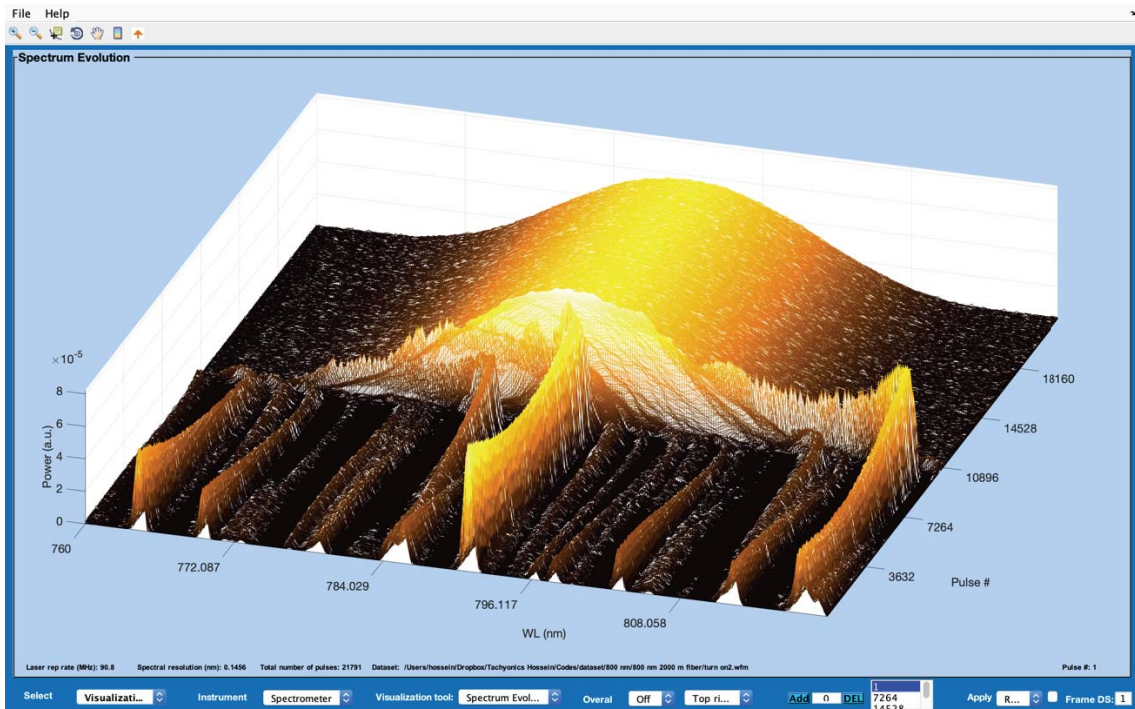 File Help
Spectrum Evolution
×10-5
8
6
4
2
0
Power (a.u.)
760
772.087
784.029
796.117
808.058
WL (nm)
3632
7264
10896
14528
18160
Pulse #
Laser rep rate (MHz): 90.8 Spectral resolution (nm): 0.1456 Total number of pulses: 21791 Dataset: /Users/hossein/Dropbox/Tachyonics Hossein/Codes/dataset/800 nm/800 nm 2000 m fiber/turn on2.wfm Pulse #: 1
Select Visualizati... Instrument Spectrometer Visualization tool: Spectrum Evol... Overal Off Top ri... Add 0 DEL 1 Apply R... Frame DS: 1
7264
14528